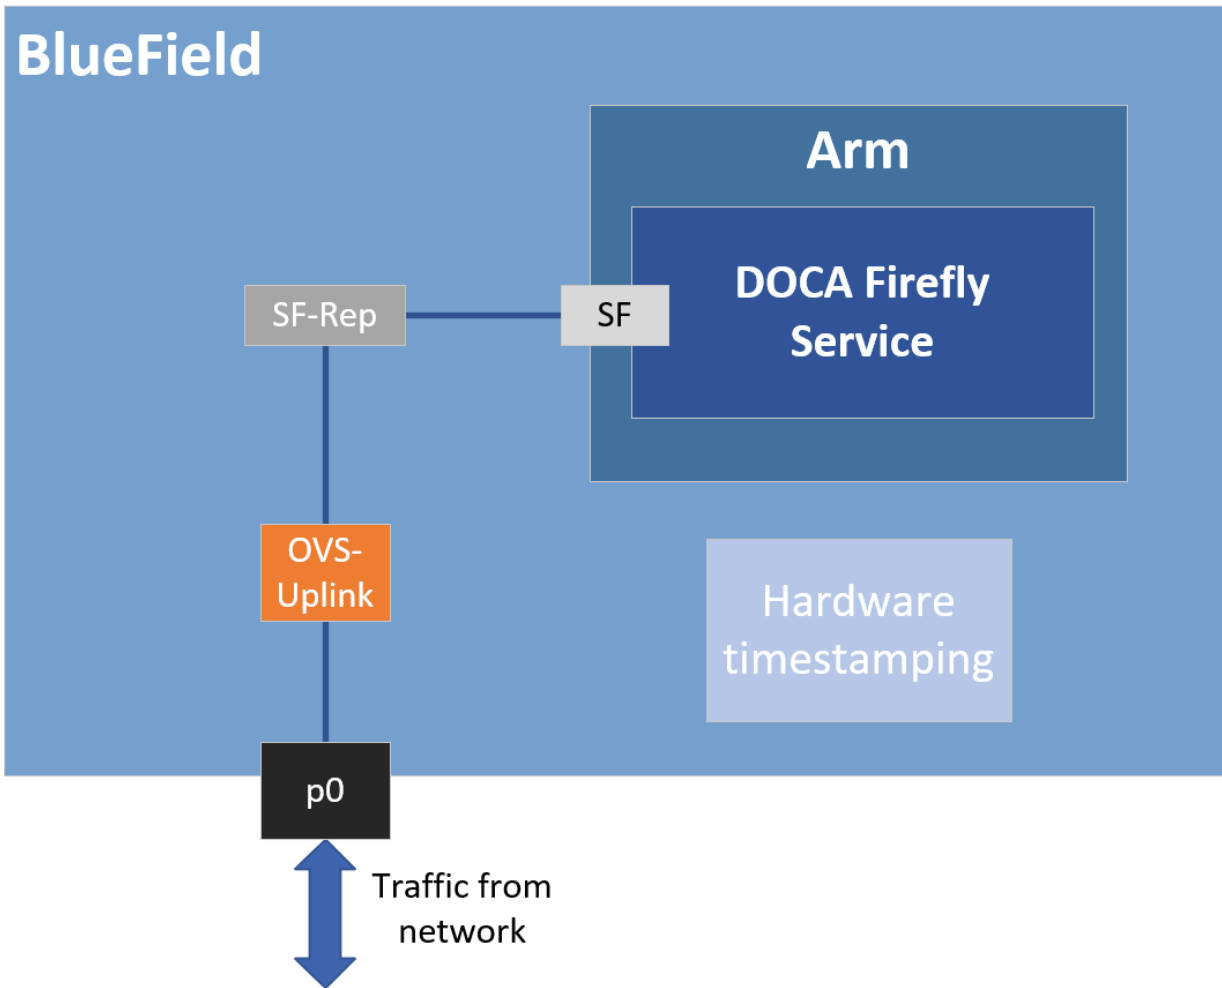 BlueField
Arm
DOCA Firefly
Service
SF-Rep
SF
OVS-
Uplink
Hardware
timestamping
p0
Traffic from
network